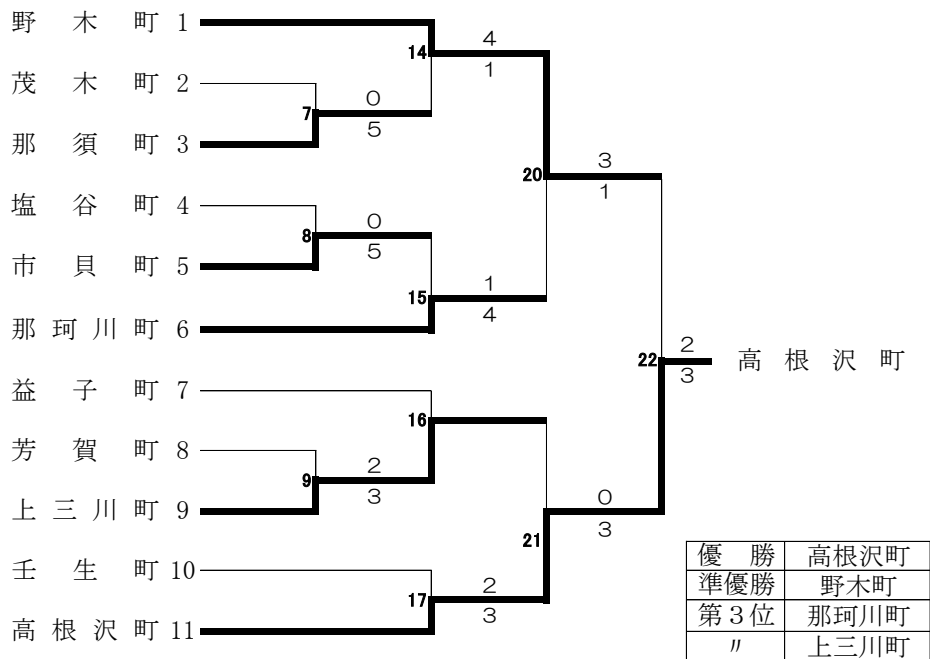 野木町 1
4
14
1
茂木町 2
0
7
5
那須町 3
3
20
1
塩谷町 4
0
8
5
市貝町 5
1
15
4
那珂川町 6
2
22 高根沢町
3
益子町 7
16
芳賀町 8
2
9
3
上三川町 9
0
21
3
壬生町 10
2
17
3
高根沢町 11
優勝 高根沢町
準優勝 野木町
第3位 那珂川町
〃 上三川町